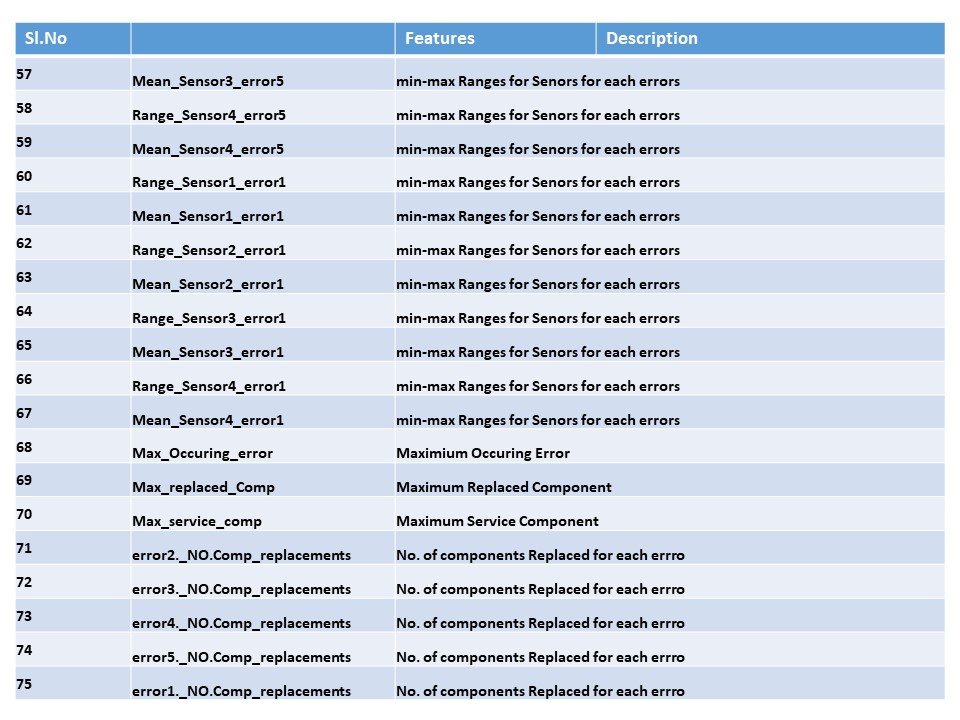 Sl.No Features Description
57 Mean_Sensor3_error5 min-max Ranges for Senors for each errors
58 Range_Sensor4_error5 min-max Ranges for Senors for each errors
59 Mean_Sensor4_error5 min-max Ranges for Senors for each errors
60 Range_Sensor1_error1 min-max Ranges for Senors for each errors
61 Mean_Sensor1_error1 min-max Ranges for Senors for each errors
62 Range_Sensor2_error1 min-max Ranges for Senors for each errors
63 Mean_Sensor2_error1 min-max Ranges for Senors for each errors
64 Range_Sensor3_error1 min-max Ranges for Senors for each errors
65 Mean_Sensor3_error1 min-max Ranges for Senors for each errors
66 Range_Sensor4_error1 min-max Ranges for Senors for each errors
67 Mean_Sensor4_error1 min-max Ranges for Senors for each errors
68 Max_Occuring_error Maximium Occuring Error
69 Max_replaced_Comp Maximum Replaced Component
70 Max_service_comp Maximum Service Component
71 error2._NO.Comp_replacements No. of components Replaced for each errro
72 error3._NO.Comp_replacements No. of components Replaced for each errro
73 error4._NO.Comp_replacements No. of components Replaced for each errro
74 error5._NO.Comp_replacements No. of components Replaced for each errro
75 error1._NO.Comp_replacements No. of components Replaced for each errro